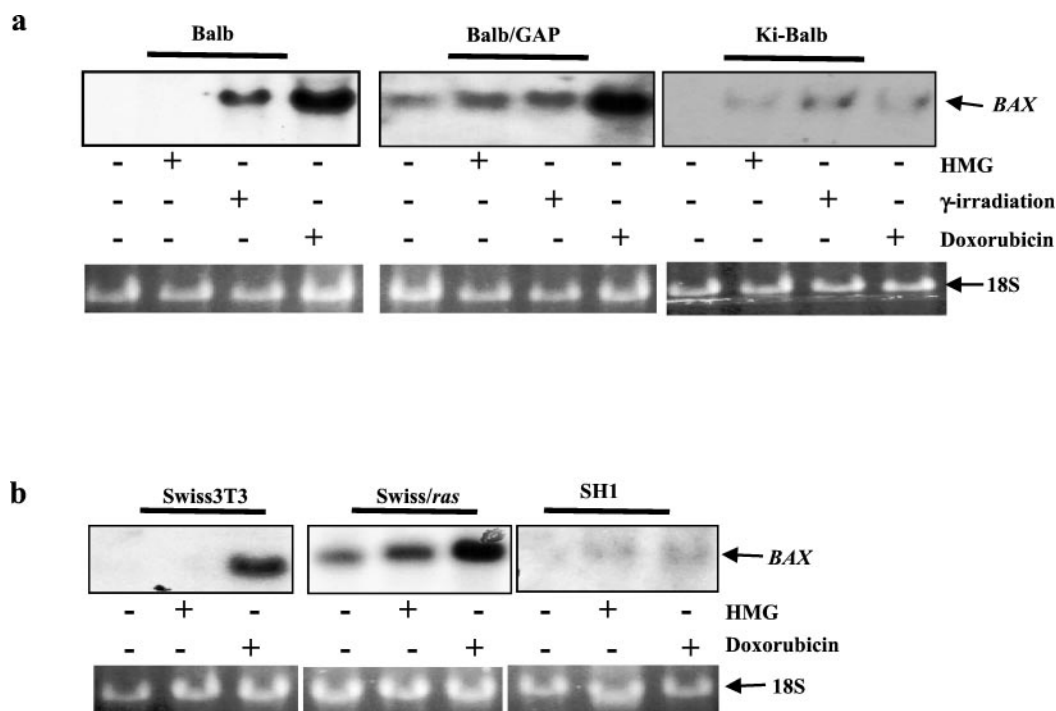 a
Balb Balb/GAP Ki-Balb
BAX
- + - - - + - - - + - - HMG
- - + - - - + - - - + - γ-irradiation
- - - + - - - + - - - + Doxorubicin
18S
b
Swiss3T3 Swiss/ras SH1
BAX
- + - - + - - + - HMG
- - + - - + - - + Doxorubicin
18S